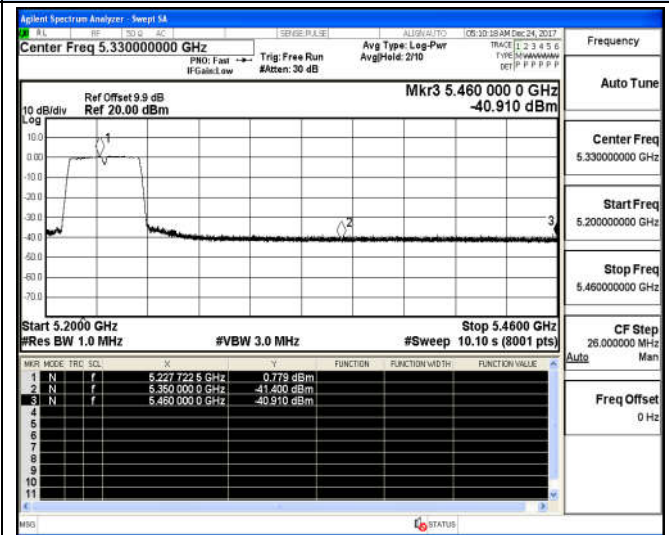 Agilent Spectrum Analyzer - Swept SA
RL RF 50 Ω AC SENSE:PULSE ALIGN AUTO 05:10:18 AM Dec 24, 2017
Center Freq 5.330000000 GHz
PNO: Fast
IFGain:Low
Trig: Free Run
#Atten: 30 dB
Avg Type: Log-Pwr
Avg|Hold: 2/10
TRACE 1 2 3 4 5 6
TYPE M WWWWW
DET P P P P P P
Mkr3 5.460 000 0 GHz
-40.910 dBm
Ref Offset 9.9 dB
10 dB/div Ref 20.00 dBm
Log
10.0
0.00
-10.0
-20.0
-30.0
-40.0
-50.0
-60.0
-70.0
1
2
3
Start 5.2000 GHz Stop 5.4600 GHz
#Res BW 1.0 MHz #VBW 3.0 MHz #Sweep 10.10 s (8001 pts)
MKR MODE TRC SCL X Y FUNCTION FUNCTION WIDTH FUNCTION VALUE
1 N f 5.227 722 5 GHz 0.779 dBm
2 N f 5.350 000 0 GHz -41.400 dBm
3 N f 5.460 000 0 GHz -40.910 dBm
4
5
6
7
8
9
10
11
MSG STATUS
Frequency
Auto Tune
Center Freq
5.330000000 GHz
Start Freq
5.200000000 GHz
Stop Freq
5.460000000 GHz
CF Step
26.000000 MHz
Auto Man
Freq Offset
0 Hz